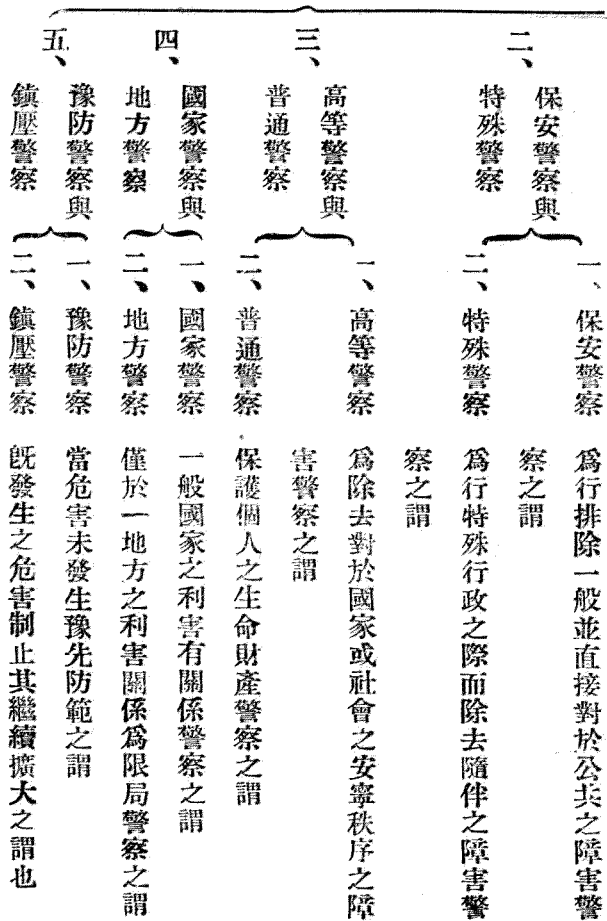 二、
保安警察與
特殊警察
一、保安警察 爲行排除一般並直接對於公共之障害警
察之謂
二、特殊警察 爲行特殊行政之際而除去隨伴之障害警
察之謂
三、
高等警察與
普通警察
一、高等警察 爲除去對於國家或社會之安寧秩序之障
害警察之謂
二、普通警察 保護個人之生命財產警察之謂
四、
國家警察與
地方警察
一、國家警察 一般國家之利害有關係警察之謂
二、地方警察 僅於一地方之利害關係爲限局警察之謂
五、
豫防警察與
鎮壓警察
一、豫防警察 當危害未發生豫先防範之謂
二、鎮壓警察 旣發生之危害制止其繼續擴大之謂也